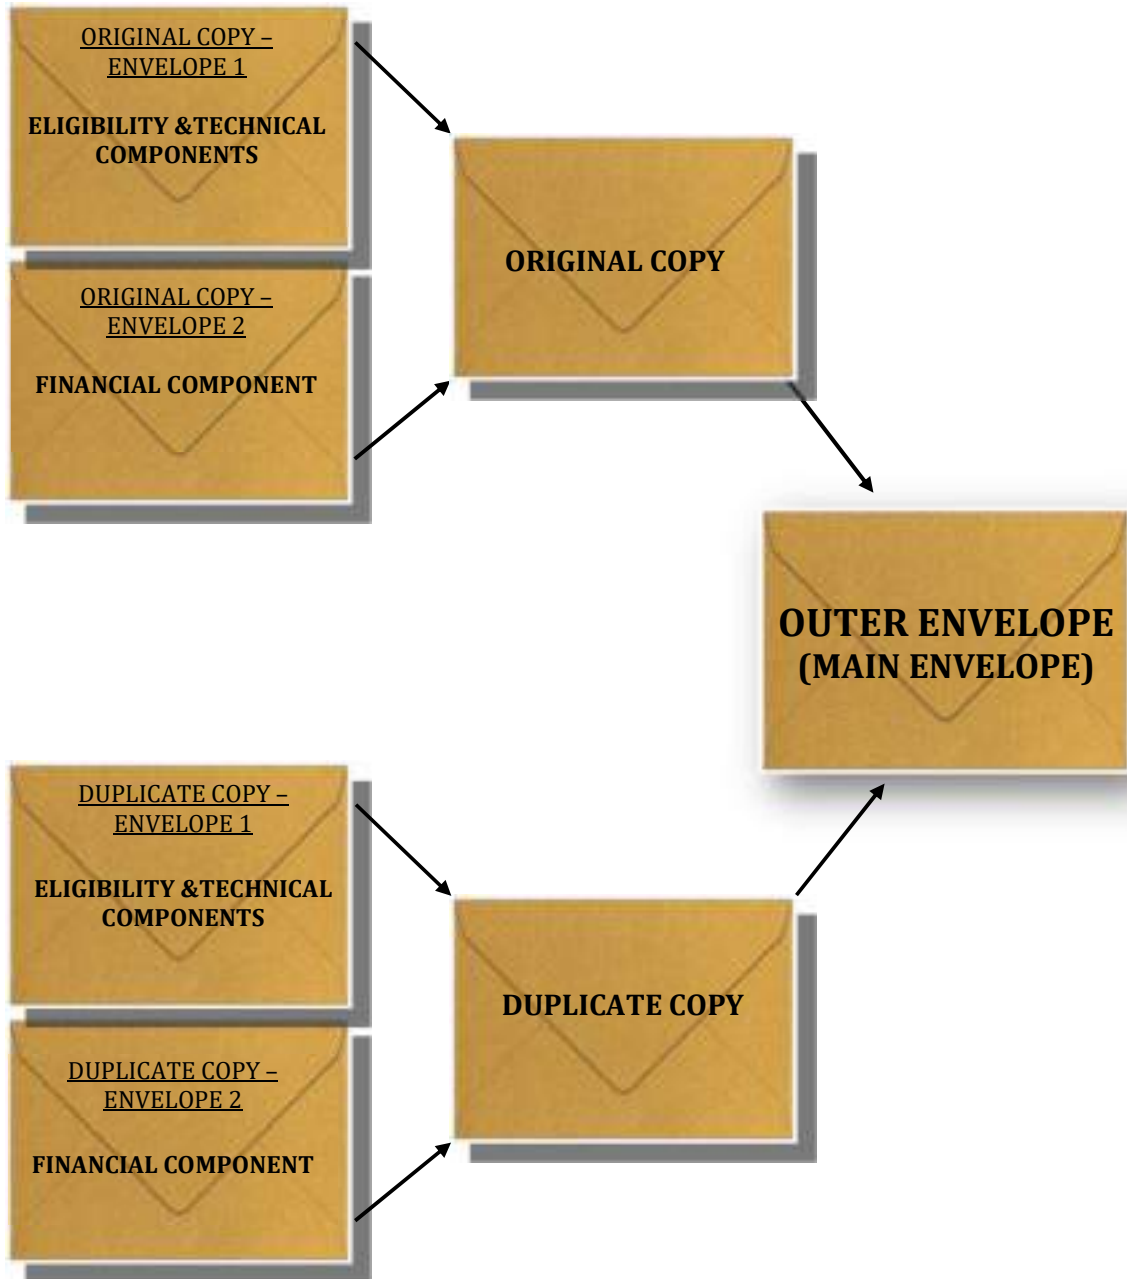 ORIGINAL COPY –
ENVELOPE 1
ELIGIBILITY &TECHNICAL
COMPONENTS
ORIGINAL COPY –
ENVELOPE 2
FINANCIAL COMPONENT
ORIGINAL COPY
OUTER ENVELOPE
(MAIN ENVELOPE)
DUPLICATE COPY –
ENVELOPE 1
ELIGIBILITY &TECHNICAL
COMPONENTS
DUPLICATE COPY –
ENVELOPE 2
FINANCIAL COMPONENT
DUPLICATE COPY